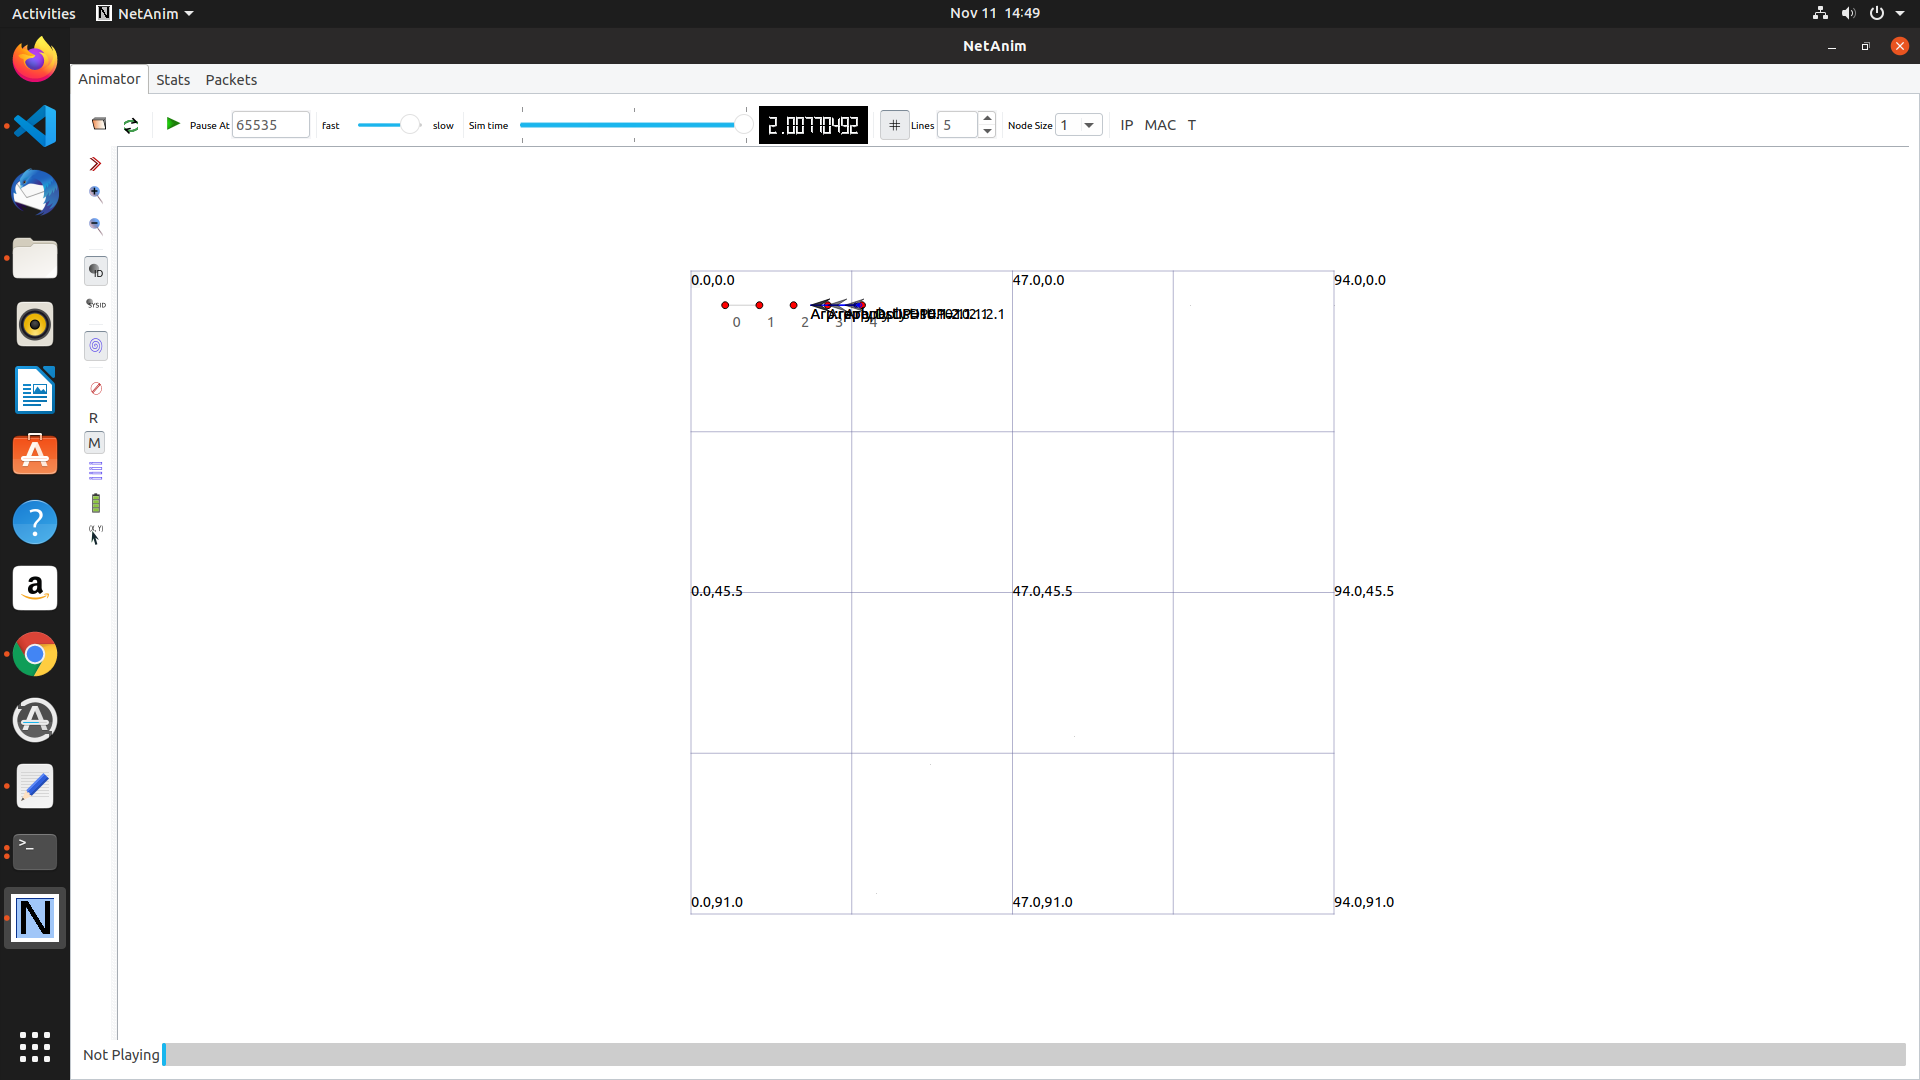 Activities NetAnim Nov 11 14:49
NetAnim
Animator Stats Packets
Pause At 65535 fast slow Sim time 2.00770492 # Lines 5 Node Size 1 IP MAC T
ID
SYSID
R
M
(X, Y)
0.0,0.0 47.0,0.0 94.0,0.0
0 1 2 3 4
0.0,45.5 47.0,45.5 94.0,45.5
0.0,91.0 47.0,91.0 94.0,91.0
Not Playing